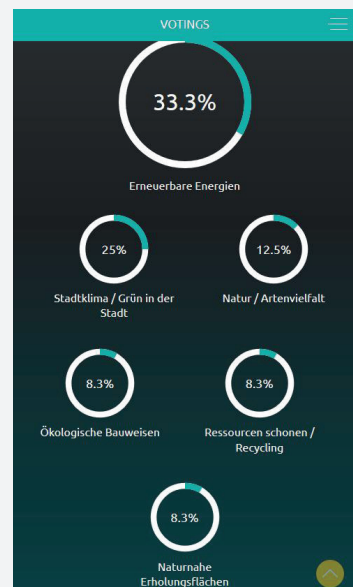 VOTINGS
33.3%
Erneuerbare Energien
25%
Stadtklima / Grün in der
Stadt
12.5%
Natur / Artenvielfalt
8.3%
Ökologische Bauweisen
8.3%
Ressourcen schonen /
Recycling
8.3%
Naturnahe
Erholungsflächen